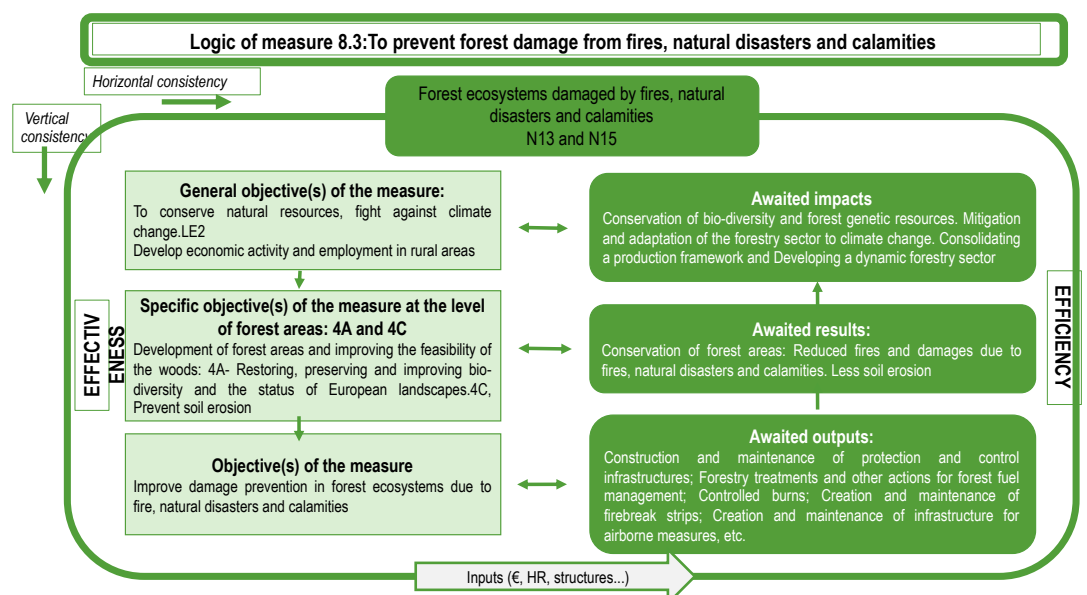 Logic of measure 8.3:To prevent forest damage from fires, natural disasters and calamities
Horizontal consistency
Vertical
consistency
Forest ecosystems damaged by fires, natural
disasters and calamities
N13 and N15
General objective(s) of the measure:
To conserve natural resources, fight against climate
change.LE2
Develop economic activity and employment in rural areas
Awaited impacts
Conservation of bio-diversity and forest genetic resources. Mitigation
and adaptation of the forestry sector to climate change. Consolidating
a production framework and Developing a dynamic forestry sector
EFFECTIV
ENESS
Specific objective(s) of the measure at the level
of forest areas: 4A and 4C
Development of forest areas and improving the feasibility of
the woods: 4A- Restoring, preserving and improving bio-
diversity and the status of European landscapes.4C,
Prevent soil erosion
Awaited results:
Conservation of forest areas: Reduced fires and damages due to
fires, natural disasters and calamities. Less soil erosion
EFFICIENCY
Objective(s) of the measure
Improve damage prevention in forest ecosystems due to
fire, natural disasters and calamities
Awaited outputs:
Construction and maintenance of protection and control
infrastructures; Forestry treatments and other actions for forest fuel
management; Controlled burns; Creation and maintenance of
firebreak strips; Creation and maintenance of infrastructure for
airborne measures, etc.
Inputs (€, HR, structures...)